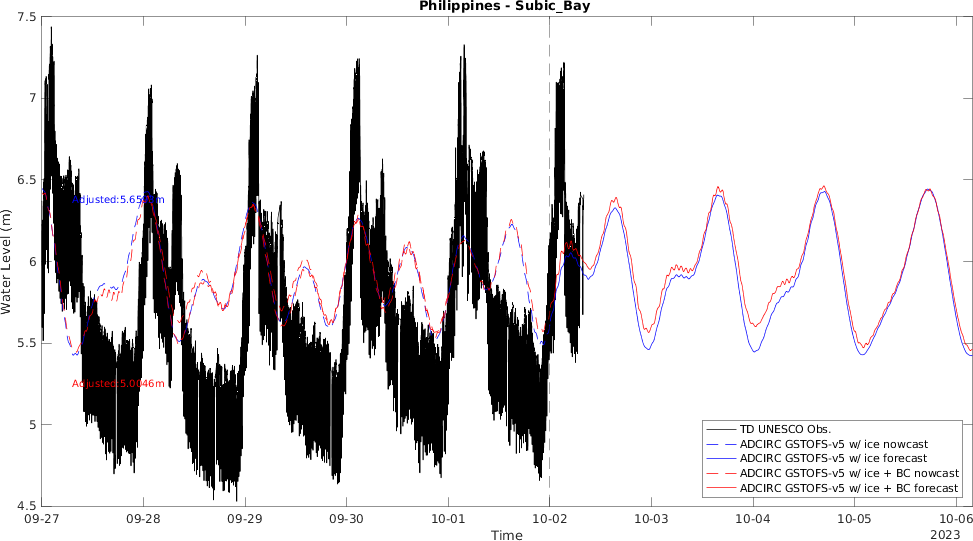 Philippines - Subic_Bay
7.5
7
6.5
6
5.5
5
4.5
Water Level (m)
Adjusted:5.0046m
09-27
09-28
09-29
09-30
10-01
10-02
10-03
10-04
10-05
10-06
2023
Time
TD UNESCO Obs.
ADCIRC GSTOFS-v5 w/ ice nowcast
ADCIRC GSTOFS-v5 w/ ice forecast
ADCIRC GSTOFS-v5 w/ ice + BC nowcast
ADCIRC GSTOFS-v5 w/ ice + BC forecast